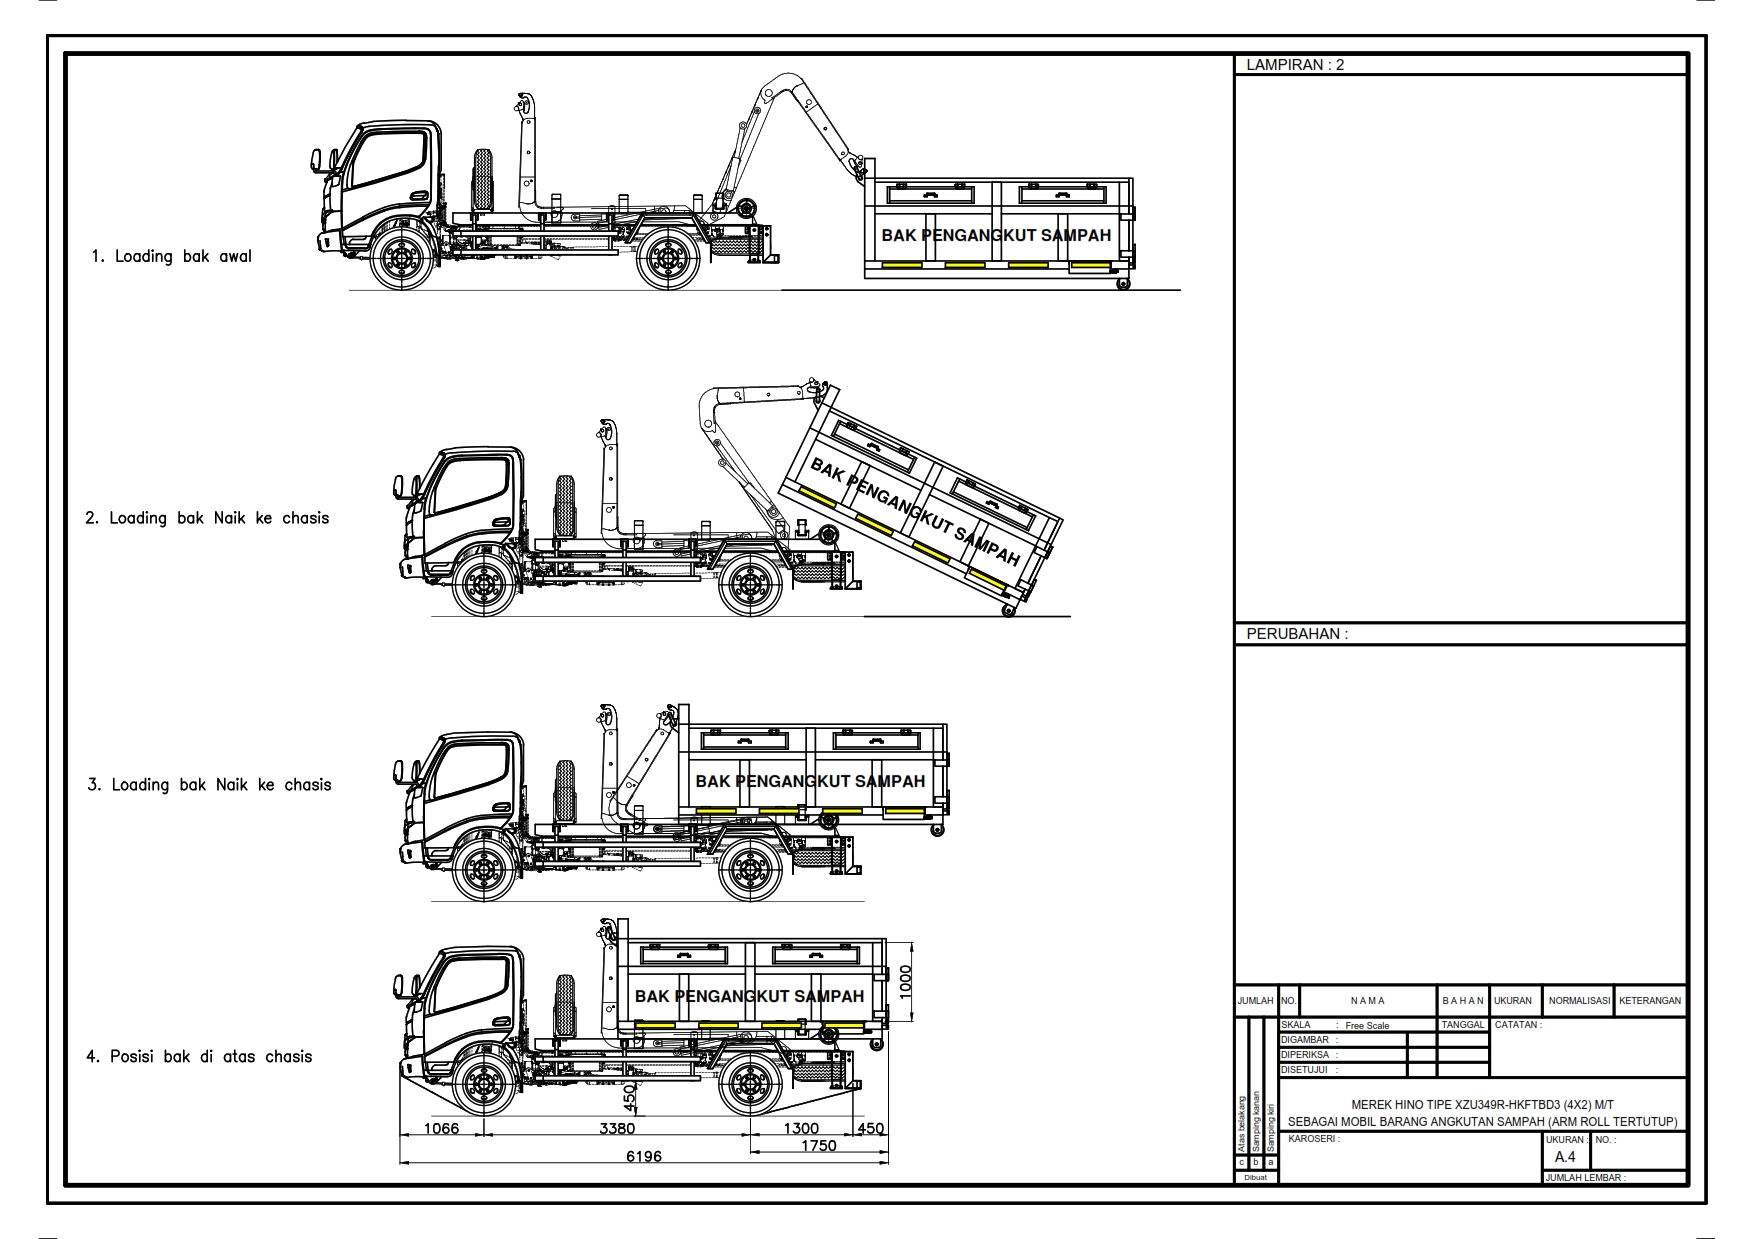 1. Loading bak awal
BAK PENGANGKUT SAMPAH
2. Loading bak Naik ke chasis
BAK PENGANGKUT SAMPAH
3. Loading bak Naik ke chasis
BAK PENGANGKUT SAMPAH
4. Posisi bak di atas chasis
BAK PENGANGKUT SAMPAH
1000
450
1066
3380
1300
450
1750
6196
LAMPIRAN : 2
PERUBAHAN :
JUMLAH NO. N A M A B A H A N UKURAN NORMALISASI KETERANGAN
SKALA : Free Scale TANGGAL CATATAN :
DIGAMBAR :
DIPERIKSA :
DISETUJUI :
Atas belakang
Samping kanan
Samping kiri
c b a
Dibuat
MEREK HINO TIPE XZU349R-HKFTBD3 (4X2) M/T
SEBAGAI MOBIL BARANG ANGKUTAN SAMPAH (ARM ROLL TERTUTUP)
KAROSERI :
UKURAN : NO. :
A.4
JUMLAH LEMBAR :